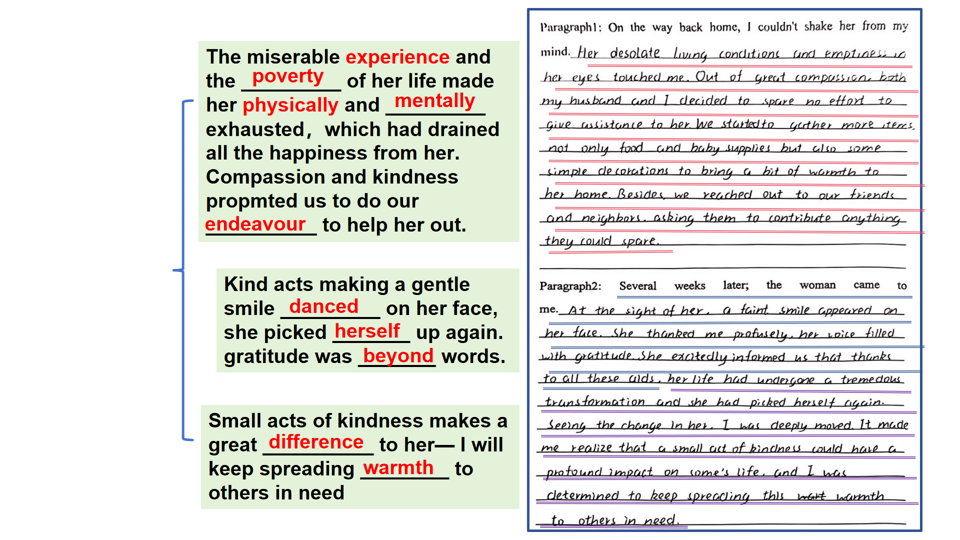 The miserable experience and
the poverty of her life made
her physically and mentally
exhausted, which had drained
all the happiness from her.
Compassion and kindness
propmted us to do our
endeavour to help her out.
Kind acts making a gentle
smile danced on her face,
she picked herself up again.
gratitude was beyond words.
Small acts of kindness makes a
great difference to her— I will
keep spreading warmth to
others in need
Paragraph1: On the way back home, I couldn't shake her from my
mind. Her desolate living conditions and emptiness in
her eyes touched me. Out of great compassion, both
my husband and I decided to spare no effort to
give assistance to her. We started to gather more items,
not only food and baby supplies but also some
simple decorations to bring a bit of warmth to
her home. Besides, we reached out to our friends
and neighbors, asking them to contribute anything
they could spare.
Paragraph2: Several weeks later; the woman came to
me. At the sight of her, a faint smile appeared on
her face. She thanked me profusely, her voice filled
with gratitude. She excitedly informed us that thanks
to all these aids, her life had undergone a tremedous
transformation and she had picked herself again.
Seeing the change in her, I was deeply moved. It made
me realize that a small act of kindness could have a
profound impact on some's life, and I was
determined to keep spreading this warmth
to others in need.